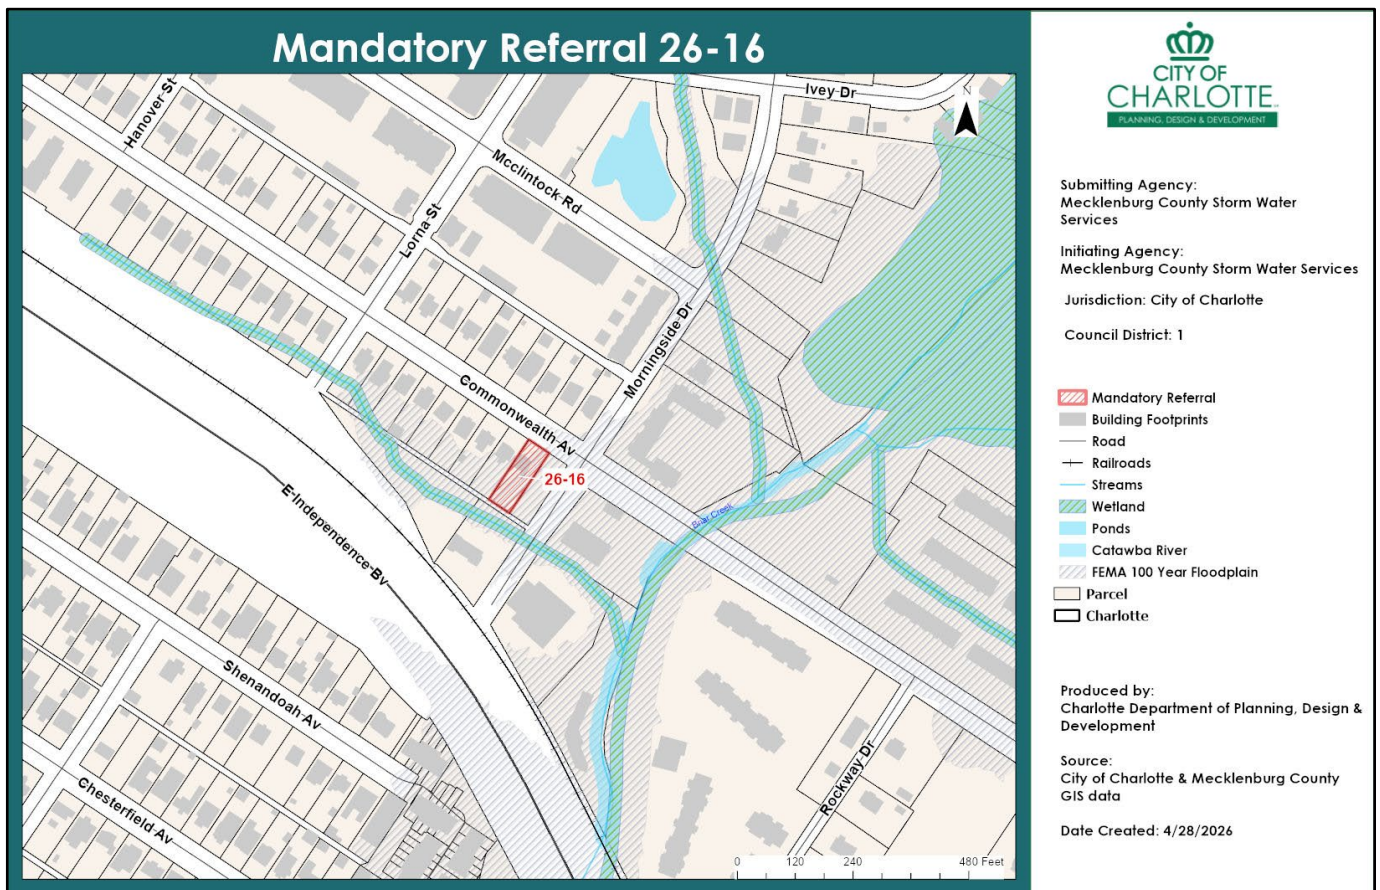 Mandatory Referral 26-16
Hanover St
Ivey Dr
N
Mcclintock Rd
Lorna St
Morningside Dr
Commonwealth Av
26-16
E Independence Bv
Briar Creek
Shenandoah Av
Chesterfield Av
Rockway Dr
0 120 240 480 Feet
CITY OF
CHARLOTTE
PLANNING, DESIGN & DEVELOPMENT
Submitting Agency:
Mecklenburg County Storm Water
Services
Initiating Agency:
Mecklenburg County Storm Water Services
Jurisdiction: City of Charlotte
Council District: 1
Mandatory Referral
Building Footprints
Road
Railroads
Streams
Wetland
Ponds
Catawba River
FEMA 100 Year Floodplain
Parcel
Charlotte
Produced by:
Charlotte Department of Planning, Design &
Development
Source:
City of Charlotte & Mecklenburg County
GIS data
Date Created: 4/28/2026